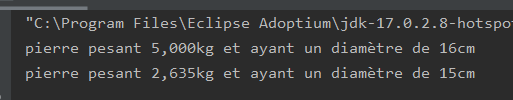 "C:\Program Files\Eclipse Adoptium\jdk-17.0.2.8-hotspo
pierre pesant 5,000kg et ayant un diamètre de 16cm
pierre pesant 2,635kg et ayant un diamètre de 15cm